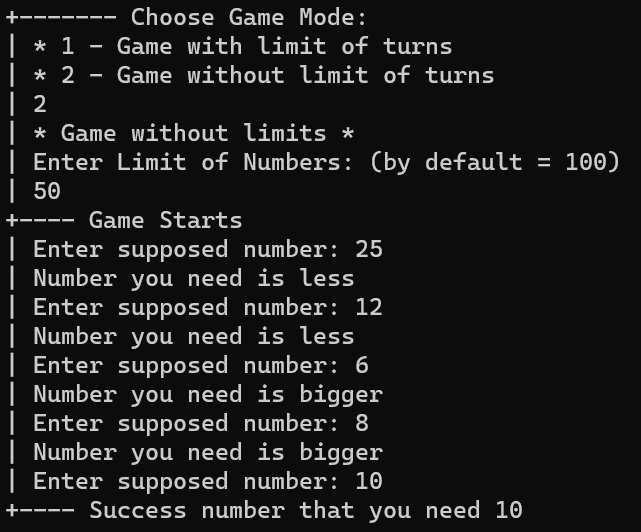 +------- Choose Game Mode:
| * 1 - Game with limit of turns
| * 2 - Game without limit of turns
| 2
| * Game without limits *
| Enter Limit of Numbers: (by default = 100)
| 50
+---- Game Starts
| Enter supposed number: 25
| Number you need is less
| Enter supposed number: 12
| Number you need is less
| Enter supposed number: 6
| Number you need is bigger
| Enter supposed number: 8
| Number you need is bigger
| Enter supposed number: 10
+---- Success number that you need 10